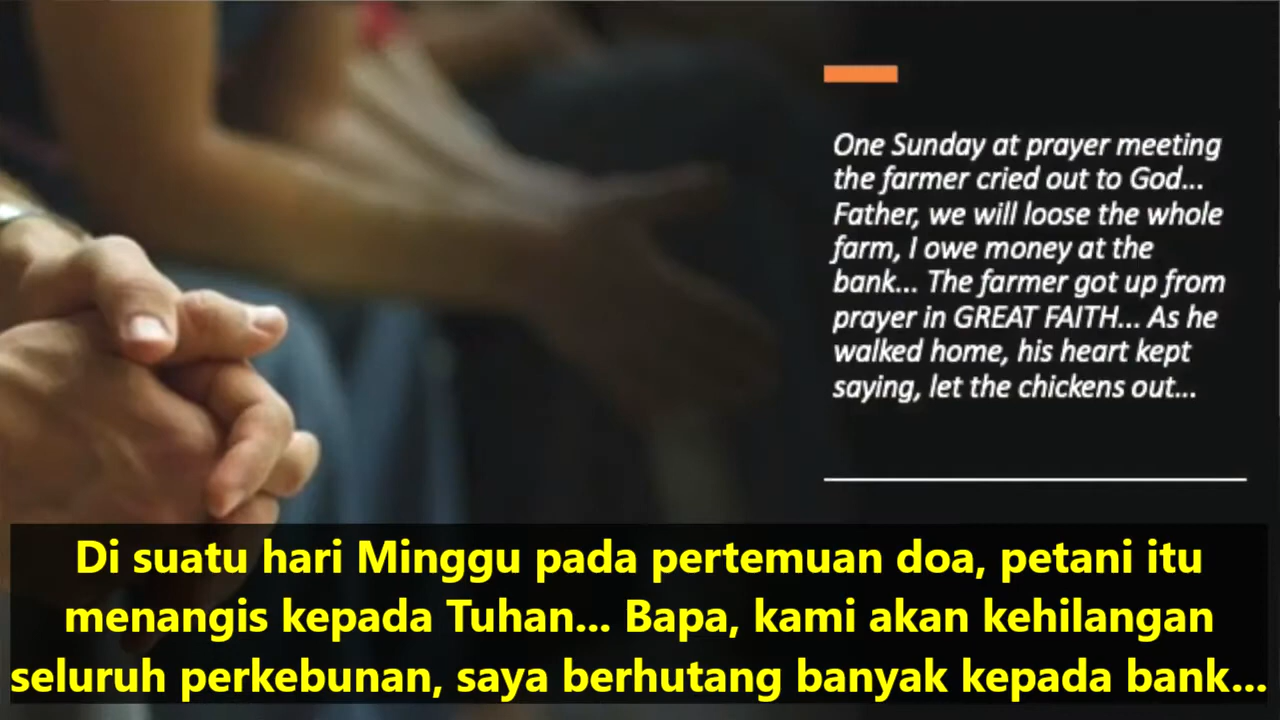 One Sunday at prayer meeting
the farmer cried out to God...
Father, we will loose the whole
farm, I owe money at the
bank... The farmer got up from
prayer in GREAT FAITH... As he
walked home, his heart kept
saying, let the chickens out...
Di suatu hari Minggu pada pertemuan doa, petani itu
menangis kepada Tuhan... Bapa, kami akan kehilangan
seluruh perkebunan, saya berhutang banyak kepada bank...